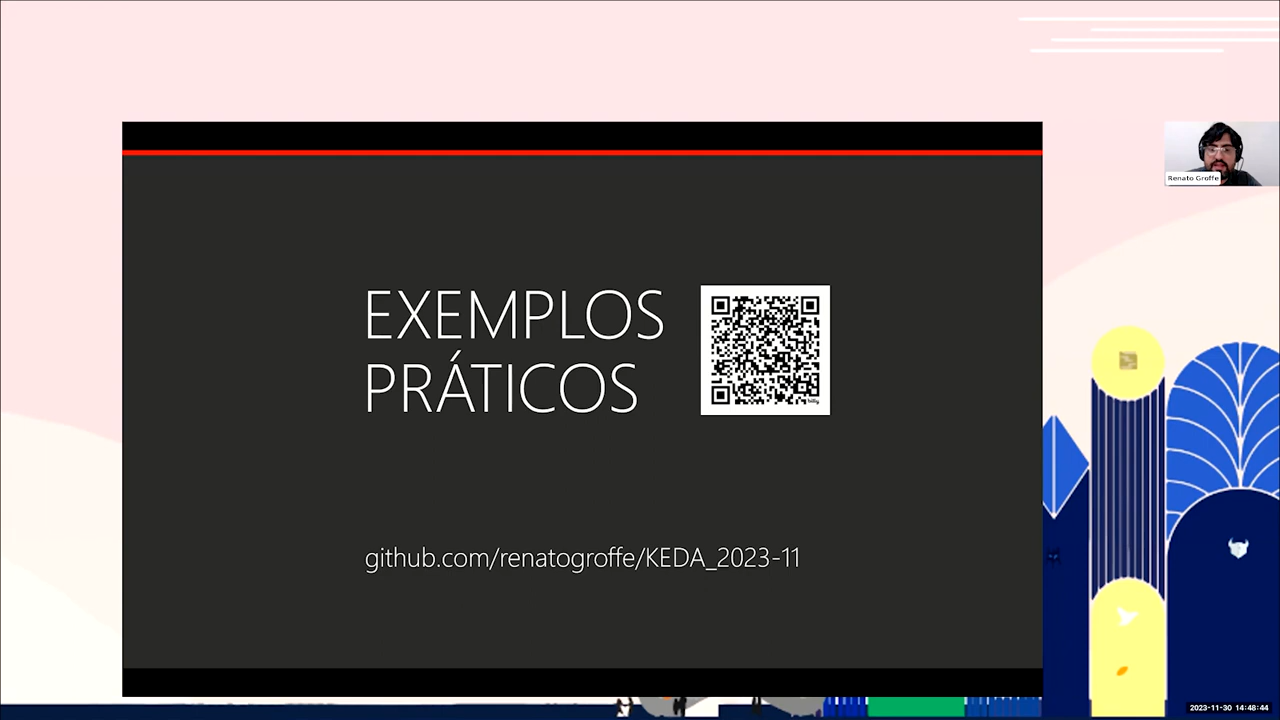 Renato Groffe
EXEMPLOS
PRÁTICOS
github.com/renatogroffe/KEDA_2023-11
2023-11-30 14:48:44